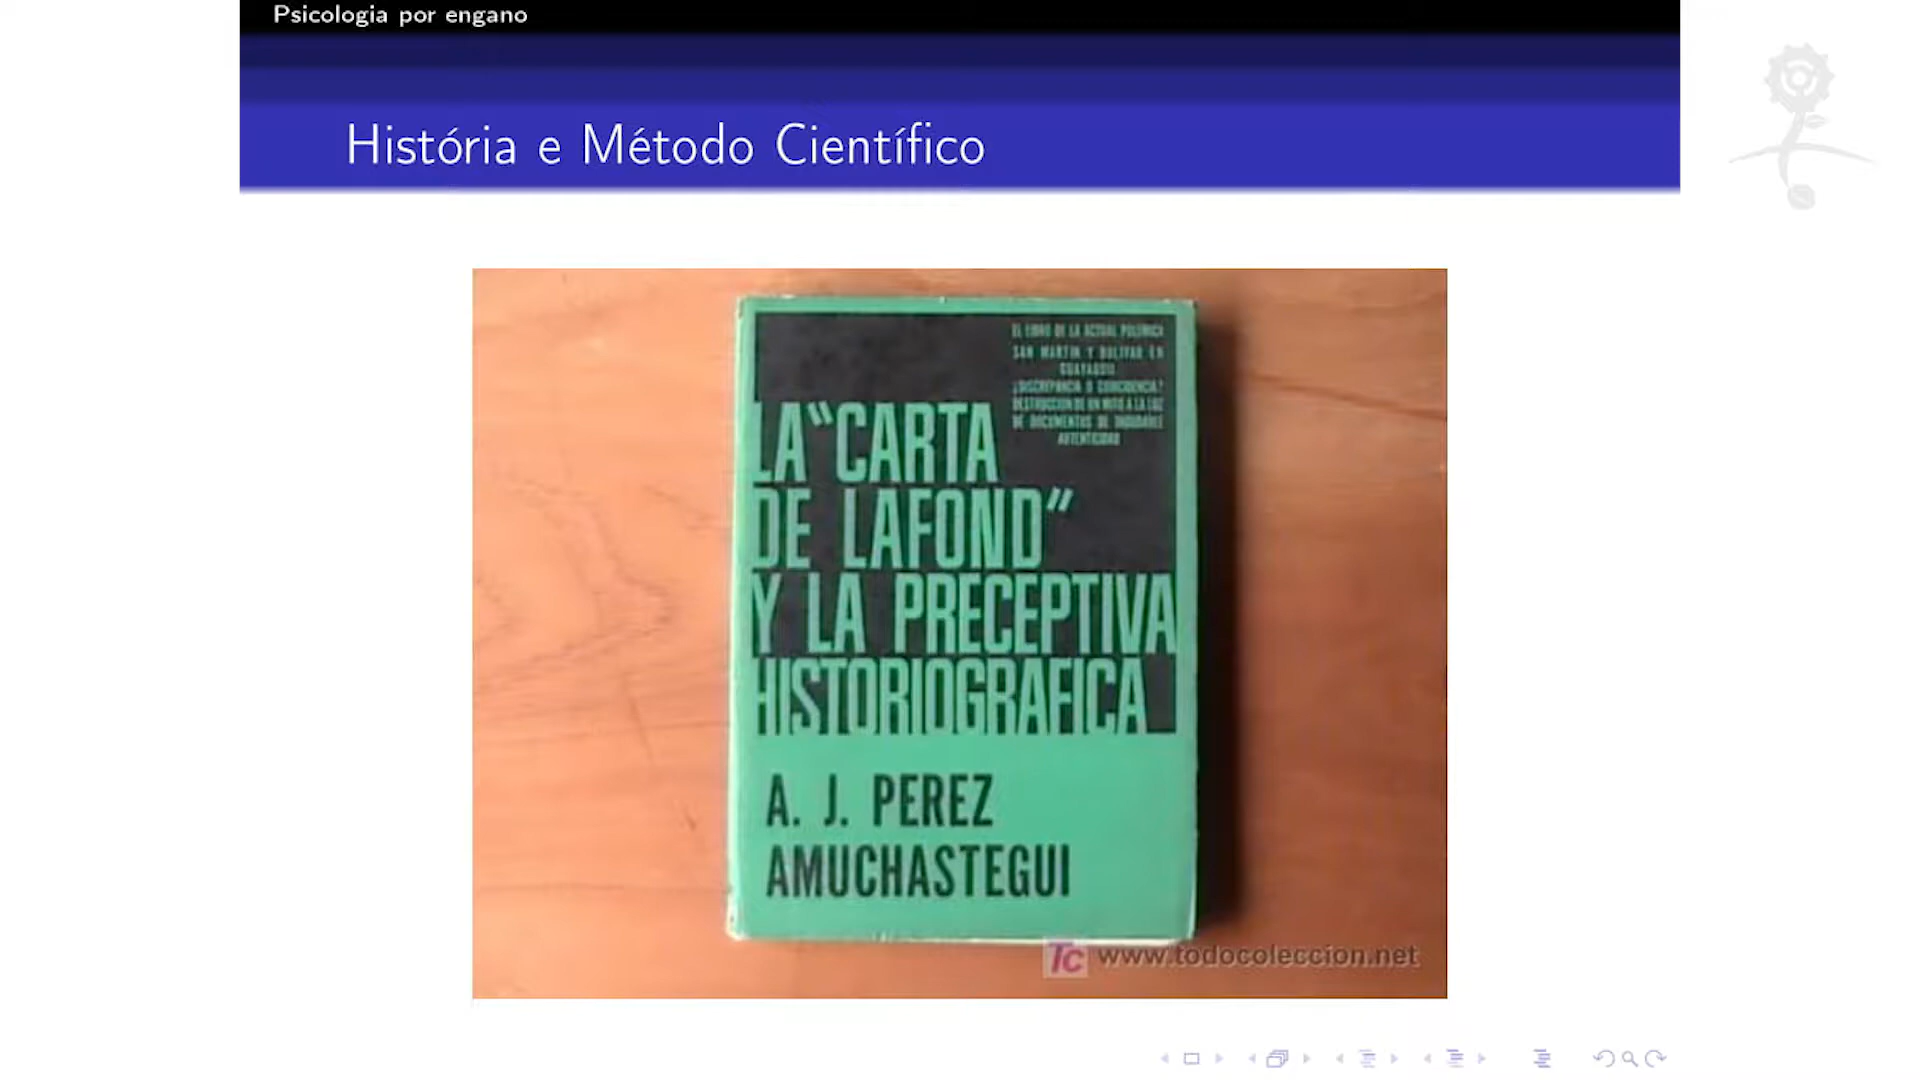 Psicologia por engano
História e Método Científico
EL LIBRO DE LA ACTUAL POLEMICA
SAN MARTIN Y BOLIVAR EN
GUAYAQUIL
¿DISCREPANCIA O COINCIDENCIA?
DESTRUCCION DE UN MITO A LA LUZ
DE DOCUMENTOS DE INDUDABLE
AUTENTICIDAD
LA "CARTA
DE LAFOND"
Y LA PRECEPTIVA
HISTORIOGRAFICA
A. J. PEREZ
AMUCHASTEGUI
Tc www.todocoleccion.net